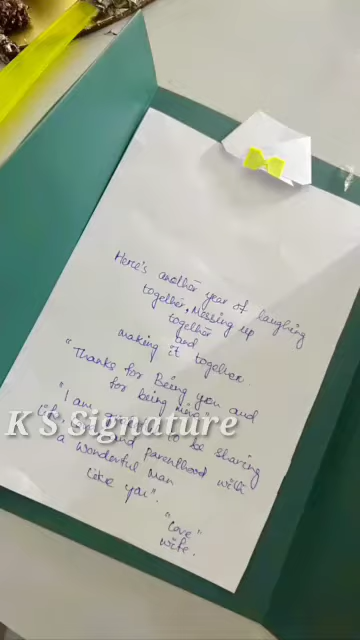 Here's another year of laughing
together, Messing up
together
and
making it together.
"Thanks for Being you and
for being mine"
"I am
life to be sharing
and parenthood with
a wonderful man
like you".
"Love"
wife.
K S Signature